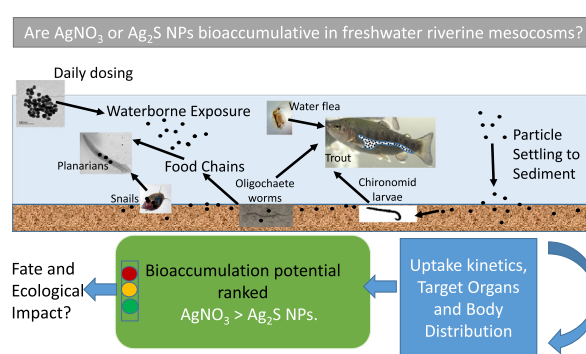 Are AgNO3 or Ag2S NPs bioaccumulative in freshwater riverine mesocosms?
Daily dosing
Waterborne Exposure
Water flea
Planarians
Food Chains
Trout
Particle
Settling to
Sediment
Snails
Oligochaete
worms
Chironomid
larvae
Fate and
Ecological
Impact?
Bioaccumulation potential
ranked
AgNO3 > Ag2S NPs.
Uptake kinetics,
Target Organs
and Body
Distribution